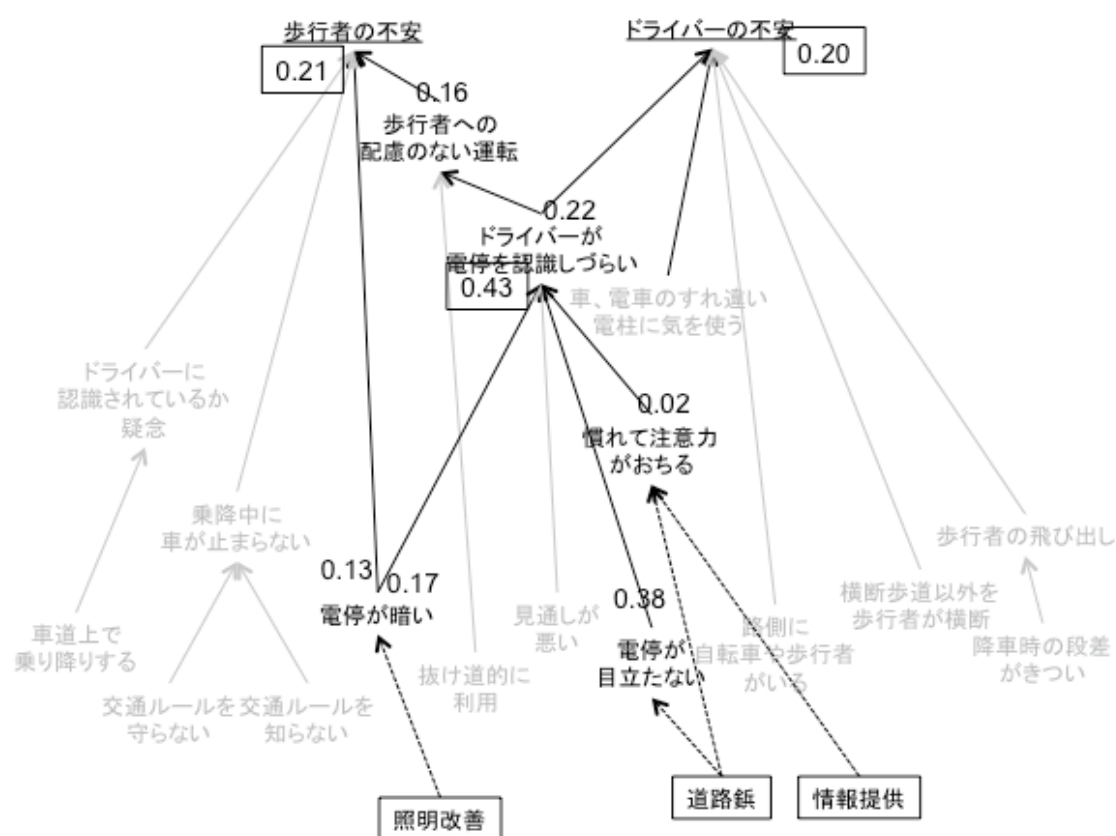 歩行者の不安
ドライバーの不安
0.21
0.20
0.16
歩行者への
配慮のない運転
0.22
ドライバーが
電停を認識しづらい
0.43
車、電車のすれ違い
電柱に気を使う
ドライバーに
認識されているか
疑念
0.02
慣れて注意力
がおちる
乗降中に
車が止まらない
歩行者の飛び出し
0.13
0.17
電停が暗い
見通しが
悪い
0.38
電停が
目立たない
路側に
自転車や歩行者
がいる
横断歩道以外を
歩行者が横断
降車時の段差
がきつい
車道上で
乗り降りする
抜け道的に
利用
交通ルールを
守らない
交通ルールを
知らない
照明改善
道路鋲
情報提供